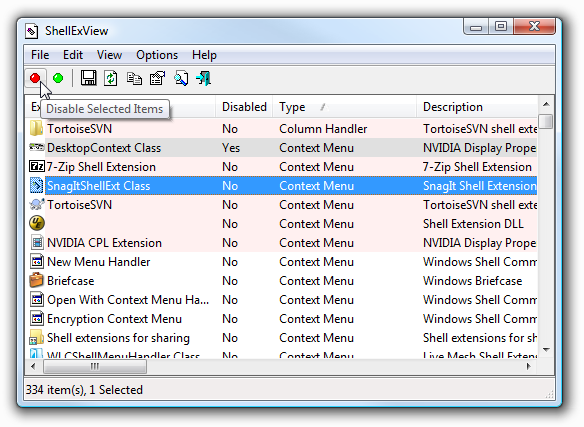 ShellExView
File Edit View Options Help
Disable Selected Items
Ex Disabled Type Description
TortoiseSVN No Column Handler TortoiseSVN shell exte
DesktopContext Class Yes Context Menu NVIDIA Display Prope
7-Zip Shell Extension No Context Menu 7-Zip Shell Extension
SnagItShellExt Class No Context Menu SnagIt Shell Extension
TortoiseSVN No Context Menu TortoiseSVN shell exte
No Context Menu Shell Extension DLL
NVIDIA CPL Extension No Context Menu NVIDIA Display Prope
New Menu Handler No Context Menu Windows Shell Comm
Briefcase No Context Menu Windows Briefcase
Open With Context Menu Ha... No Context Menu Windows Shell Comm
Encryption Context Menu No Context Menu Windows Shell Comm
Shell extensions for sharing No Context Menu Shell extensions for sh
WLCShellMenuHandler Class No Context Menu Live Mesh Shell Exten
334 item(s), 1 Selected